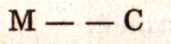 M — — C